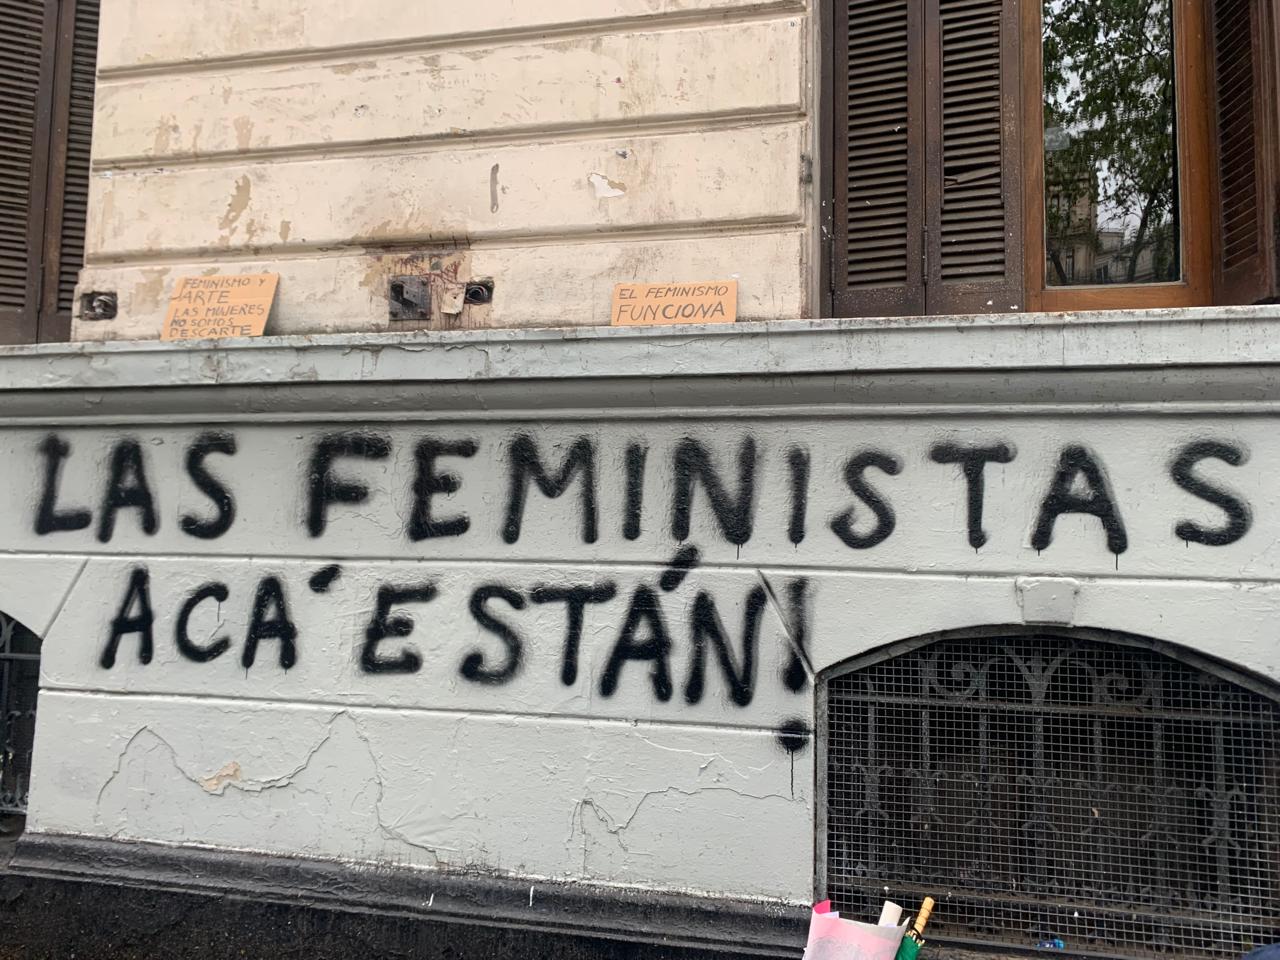 FEMINISMO Y
ARTE
LAS MUJERES
NO SOMOS
DESCARTE
EL FEMINISMO
FUNCIONA
LAS FEMINISTAS
ACÁ ESTÁN!